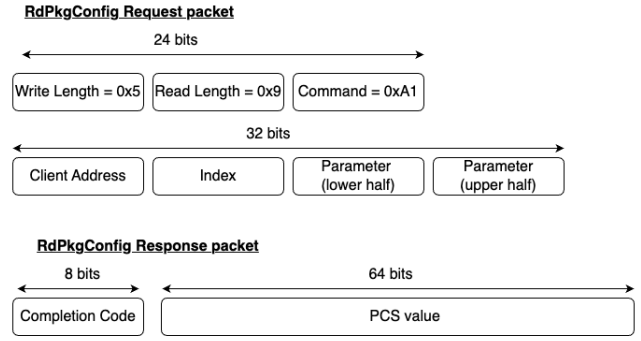 RdPkgConfig Request packet
24 bits
Write Length = 0x5 Read Length = 0x9 Command = 0xA1
32 bits
Client Address Index Parameter (lower half) Parameter (upper half)
RdPkgConfig Response packet
8 bits 64 bits
Completion Code PCS value